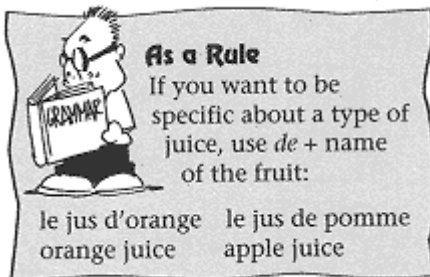 As a Rule
If you want to be
specific about a type of
juice, use de + name
of the fruit:
GRAMMAR
le jus d'orange le jus de pomme
orange juice apple juice